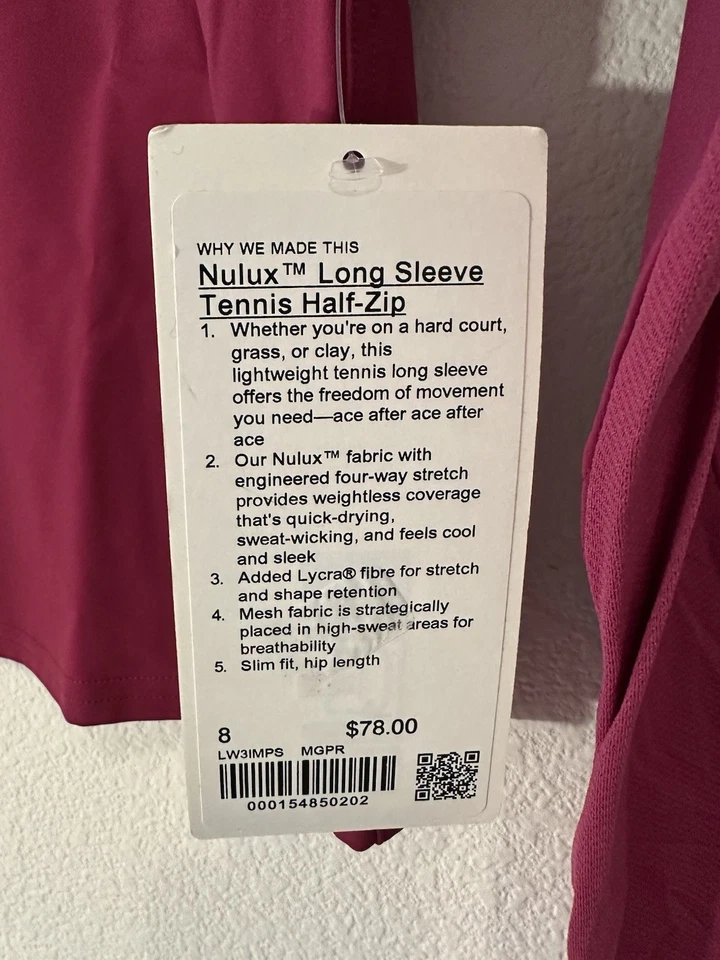 WHY WE MADE THIS
Nulux™ Long Sleeve
Tennis Half-Zip
1. Whether you're on a hard court,
grass, or clay, this
lightweight tennis long sleeve
offers the freedom of movement
you need—ace after ace after
ace
2. Our Nulux™ fabric with
engineered four-way stretch
provides weightless coverage
that's quick-drying,
sweat-wicking, and feels cool
and sleek
3. Added Lycra® fibre for stretch
and shape retention
4. Mesh fabric is strategically
placed in high-sweat areas for
breathability
5. Slim fit, hip length
8 $78.00
LW3IMPS MGPR
000154850202